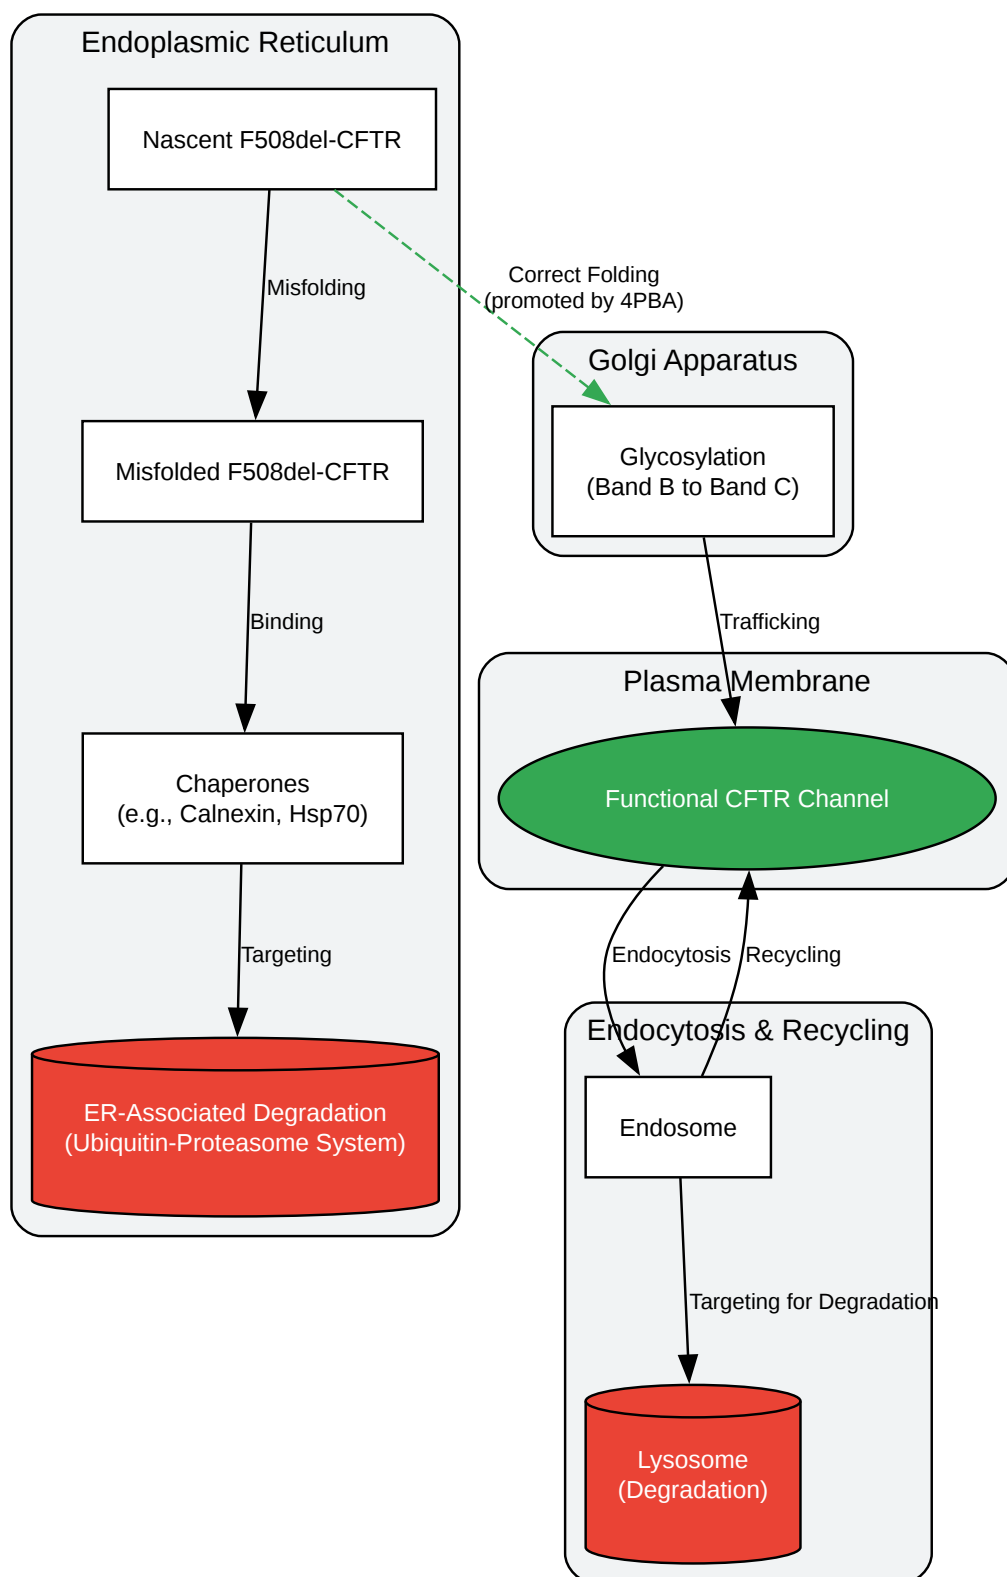 Endoplasmic Reticulum
Nascent F508del-CFTR
Misfolding
Correct Folding
(promoted by 4PBA)
Golgi Apparatus
Misfolded F508del-CFTR
Glycosylation
(Band B to Band C)
Binding
Trafficking
Plasma Membrane
Chaperones
(e.g., Calnexin, Hsp70)
Functional CFTR Channel
Targeting
Endocytosis
Recycling
Endocytosis & Recycling
ER-Associated Degradation
(Ubiquitin-Proteasome System)
Endosome
Targeting for Degradation
Lysosome
(Degradation)